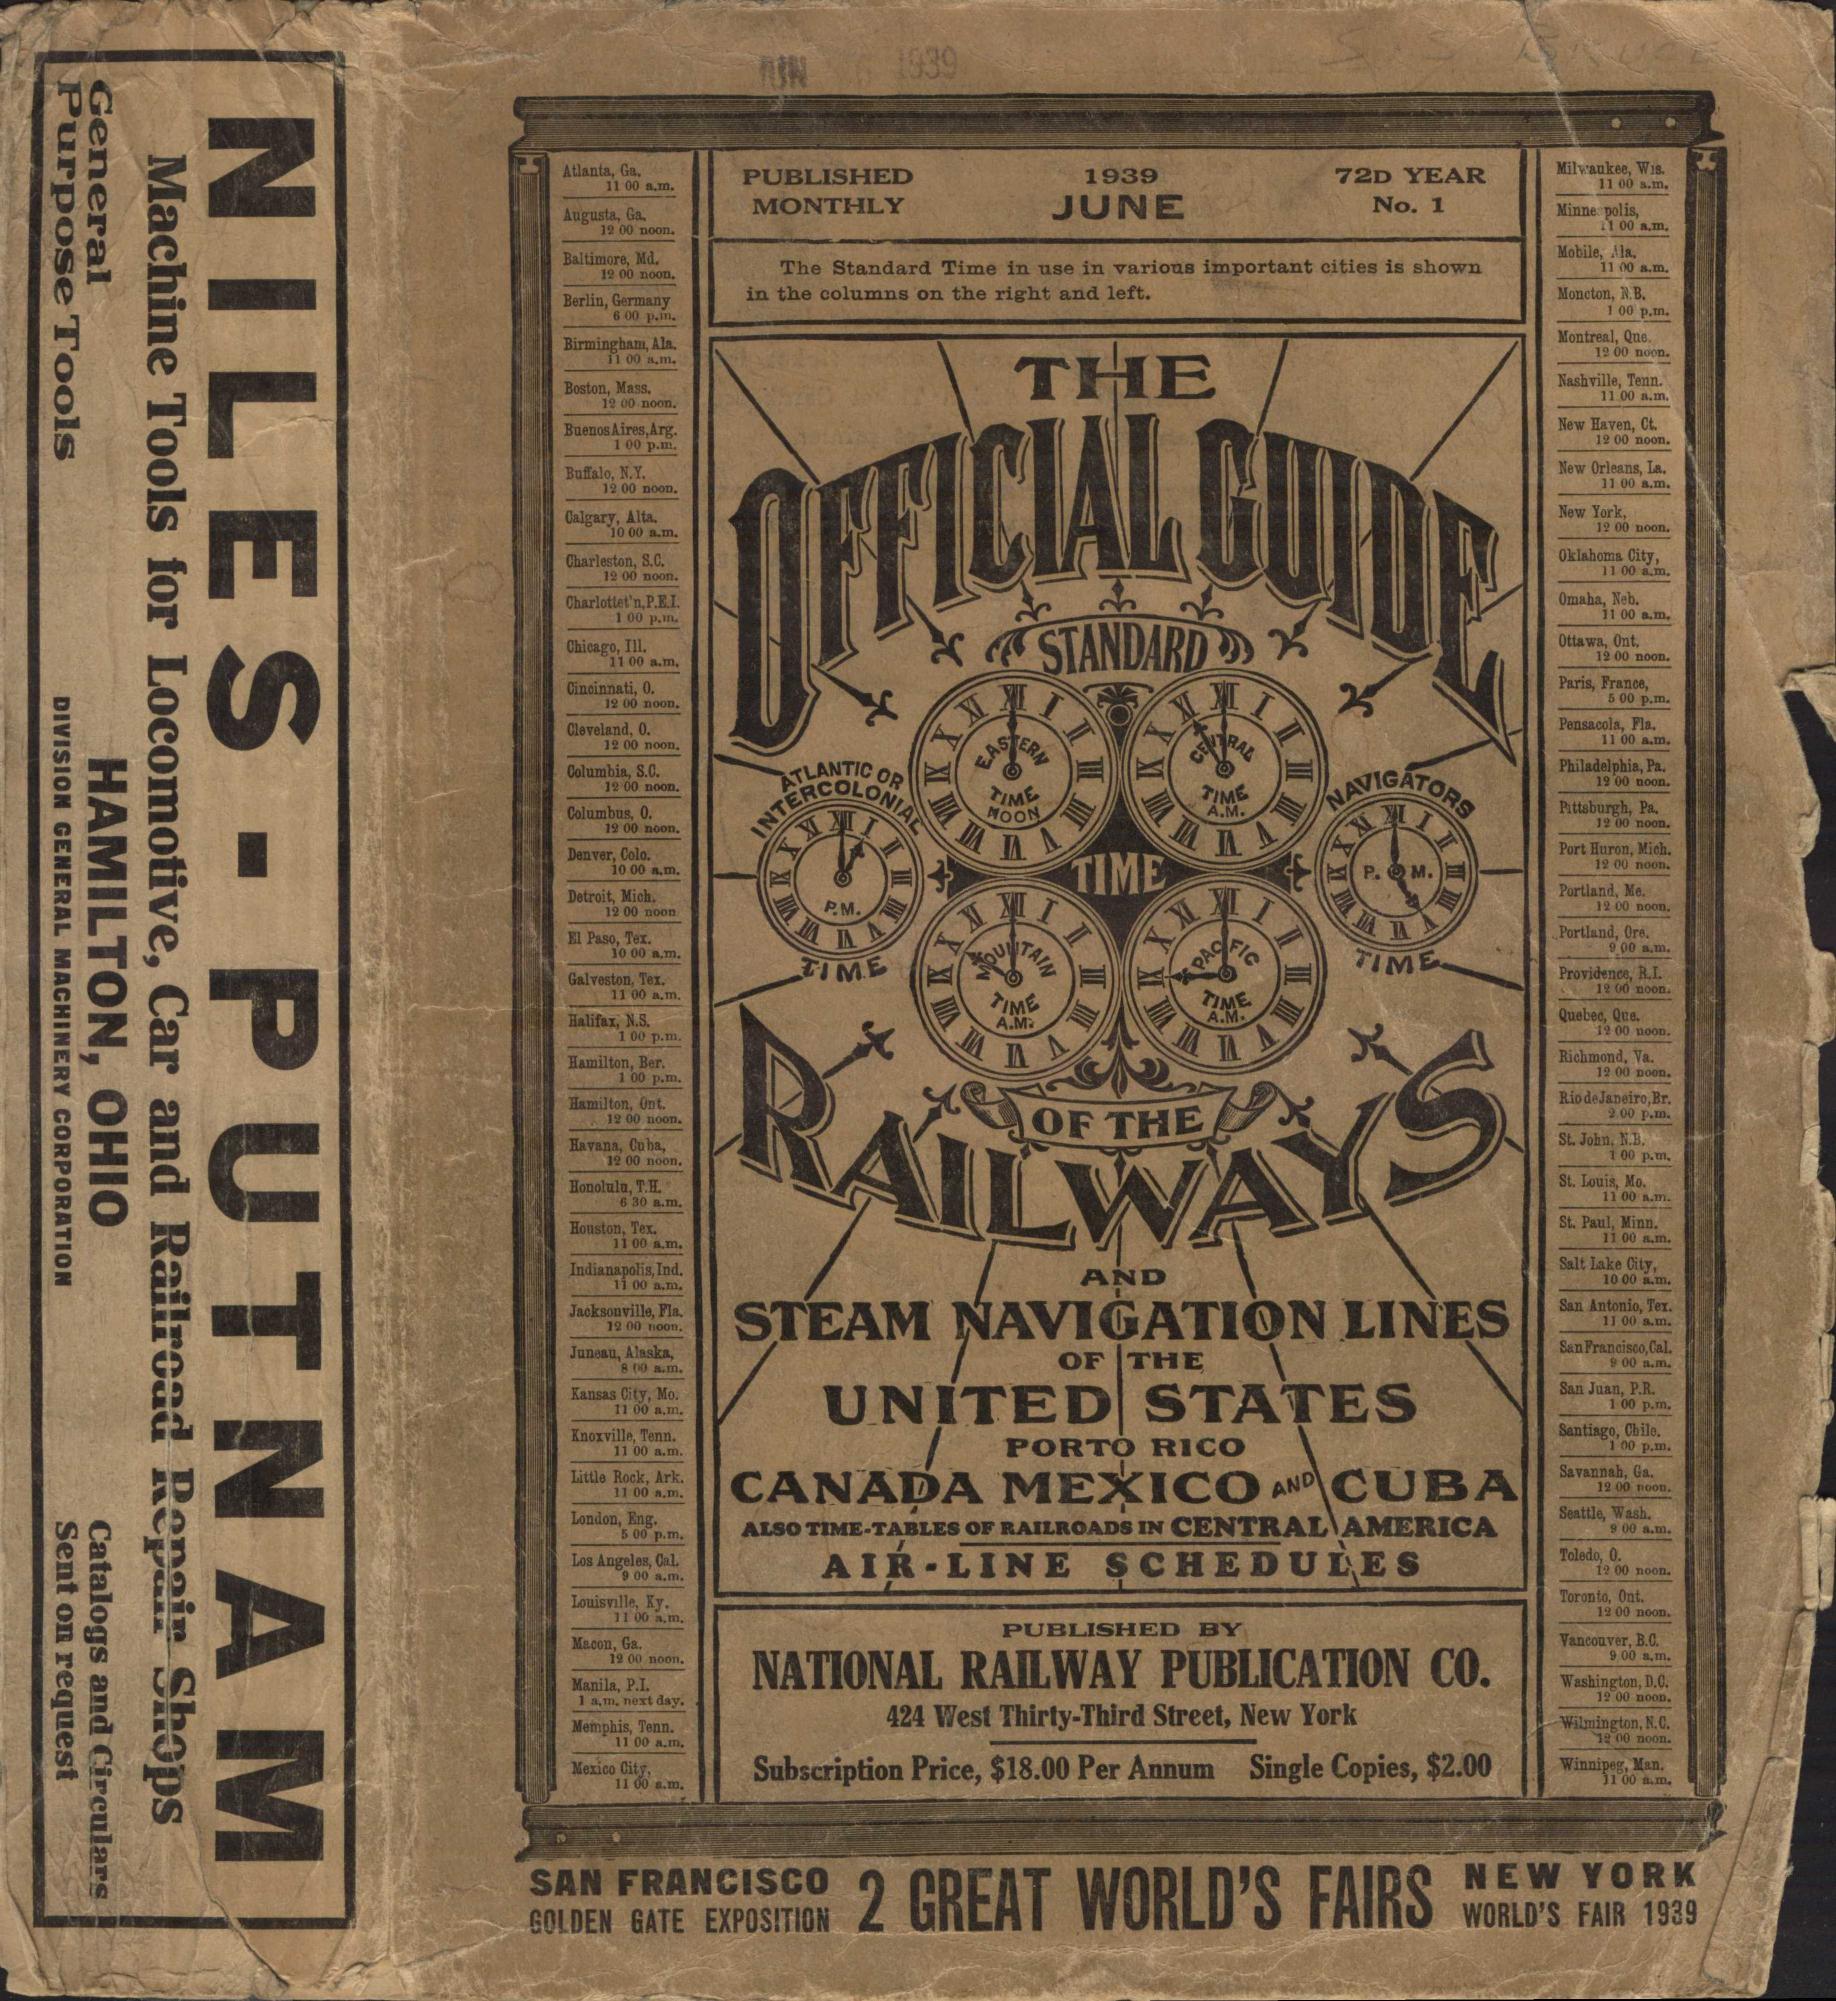 NILES-PUTNAM
Machine Tools for Locomotive, Car and Railroad Repair Shops
General
Purpose Tools
HAMILTON, OHIO
DIVISION GENERAL MACHINERY CORPORATION
Catalogs and Circulars
Sent on request
1939
Atlanta, Ga.
11 00 a.m.
Augusta, Ga.
12 00 noon.
Baltimore, Md.
12 00 noon.
Berlin, Germany
6 00 p.m.
Birmingham, Ala.
11 00 a.m.
Boston, Mass.
12 00 noon.
Buenos Aires, Arg.
1 00 p.m.
Buffalo, N.Y.
12 00 noon.
Calgary, Alta.
10 00 a.m.
Charleston, S.C.
12 00 noon.
Charlottet'n, P.E.I.
1 00 p.m.
Chicago, Ill.
11 00 a.m.
Cincinnati, O.
12 00 noon.
Cleveland, O.
12 00 noon.
Columbia, S.C.
12 00 noon.
Columbus, O.
12 00 noon.
Denver, Colo.
10 00 a.m.
Detroit, Mich.
12 00 noon
El Paso, Tex.
10 00 a.m.
Galveston, Tex.
11 00 a.m.
Halifax, N.S.
1 00 p.m.
Hamilton, Ber.
1 00 p.m.
Hamilton, Ont.
12 00 noon.
Havana, Cuba,
12 00 noon.
Honolulu, T.H.
6 30 a.m.
Houston, Tex.
11 00 a.m.
Indianapolis, Ind.
11 00 a.m.
Jacksonville, Fla.
12 00 noon.
Juneau, Alaska,
8 00 a.m.
Kansas City, Mo.
11 00 a.m.
Knoxville, Tenn.
11 00 a.m.
Little Rock, Ark.
11 00 a.m.
London, Eng.
5 00 p.m.
Los Angeles, Cal.
9 00 a.m.
Louisville, Ky.
11 00 a.m.
Macon, Ga.
12 00 noon.
Manila, P.I.
1 a.m. next day.
Memphis, Tenn.
11 00 a.m.
Mexico City,
11 00 a.m.
PUBLISHED 1939 72D YEAR
MONTHLY JUNE No. 1
The Standard Time in use in various important cities is shown
in the columns on the right and left.
THE
OFFICIAL GUIDE
STANDARD
EASTERN
TIME
NOON
CENTRAL
TIME
A.M.
ATLANTIC OR
INTERCOLONIAL
P.M.
TIME
TIME
NAVIGATORS
P. M.
TIME
MOUNTAIN
TIME
A.M.
PACIFIC
TIME
A.M.
OF THE
RAILWAYS
AND
STEAM NAVIGATION LINES
OF THE
UNITED STATES
PORTO RICO
CANADA MEXICO AND CUBA
ALSO TIME-TABLES OF RAILROADS IN CENTRAL AMERICA
AIR-LINE SCHEDULES
PUBLISHED BY
NATIONAL RAILWAY PUBLICATION CO.
424 West Thirty-Third Street, New York
Subscription Price, $18.00 Per Annum Single Copies, $2.00
Milwaukee, Wis.
11 00 a.m.
Minneapolis,
11 00 a.m.
Mobile, Ala.
11 00 a.m.
Moncton, N.B.
1 00 p.m.
Montreal, Que.
12 00 noon.
Nashville, Tenn.
11 00 a.m.
New Haven, Ct.
12 00 noon.
New Orleans, La.
11 00 a.m.
New York,
12 00 noon.
Oklahoma City,
11 00 a.m.
Omaha, Neb.
11 00 a.m.
Ottawa, Ont.
12 00 noon.
Paris, France,
5 00 p.m.
Pensacola, Fla.
11 00 a.m.
Philadelphia, Pa.
12 00 noon.
Pittsburgh, Pa.
12 00 noon.
Port Huron, Mich.
12 00 noon.
Portland, Me.
12 00 noon.
Portland, Ore.
9 00 a.m.
Providence, R.I.
12 00 noon.
Quebec, Que.
12 00 noon.
Richmond, Va.
12 00 noon.
Rio de Janeiro, Br.
2 00 p.m.
St. John, N.B.
1 00 p.m.
St. Louis, Mo.
11 00 a.m.
St. Paul, Minn.
11 00 a.m.
Salt Lake City,
10 00 a.m.
San Antonio, Tex.
11 00 a.m.
San Francisco, Cal.
9 00 a.m.
San Juan, P.R.
1 00 p.m.
Santiago, Chile.
1 00 p.m.
Savannah, Ga.
12 00 noon.
Seattle, Wash.
9 00 a.m.
Toledo, O.
12 00 noon.
Toronto, Ont.
12 00 noon.
Vancouver, B.C.
9 00 a.m.
Washington, D.C.
12 00 noon.
Wilmington, N.C.
12 00 noon.
Winnipeg, Man.
11 00 a.m.
SAN FRANCISCO
GOLDEN GATE EXPOSITION
2 GREAT WORLD'S FAIRS
NEW YORK
WORLD'S FAIR 1939